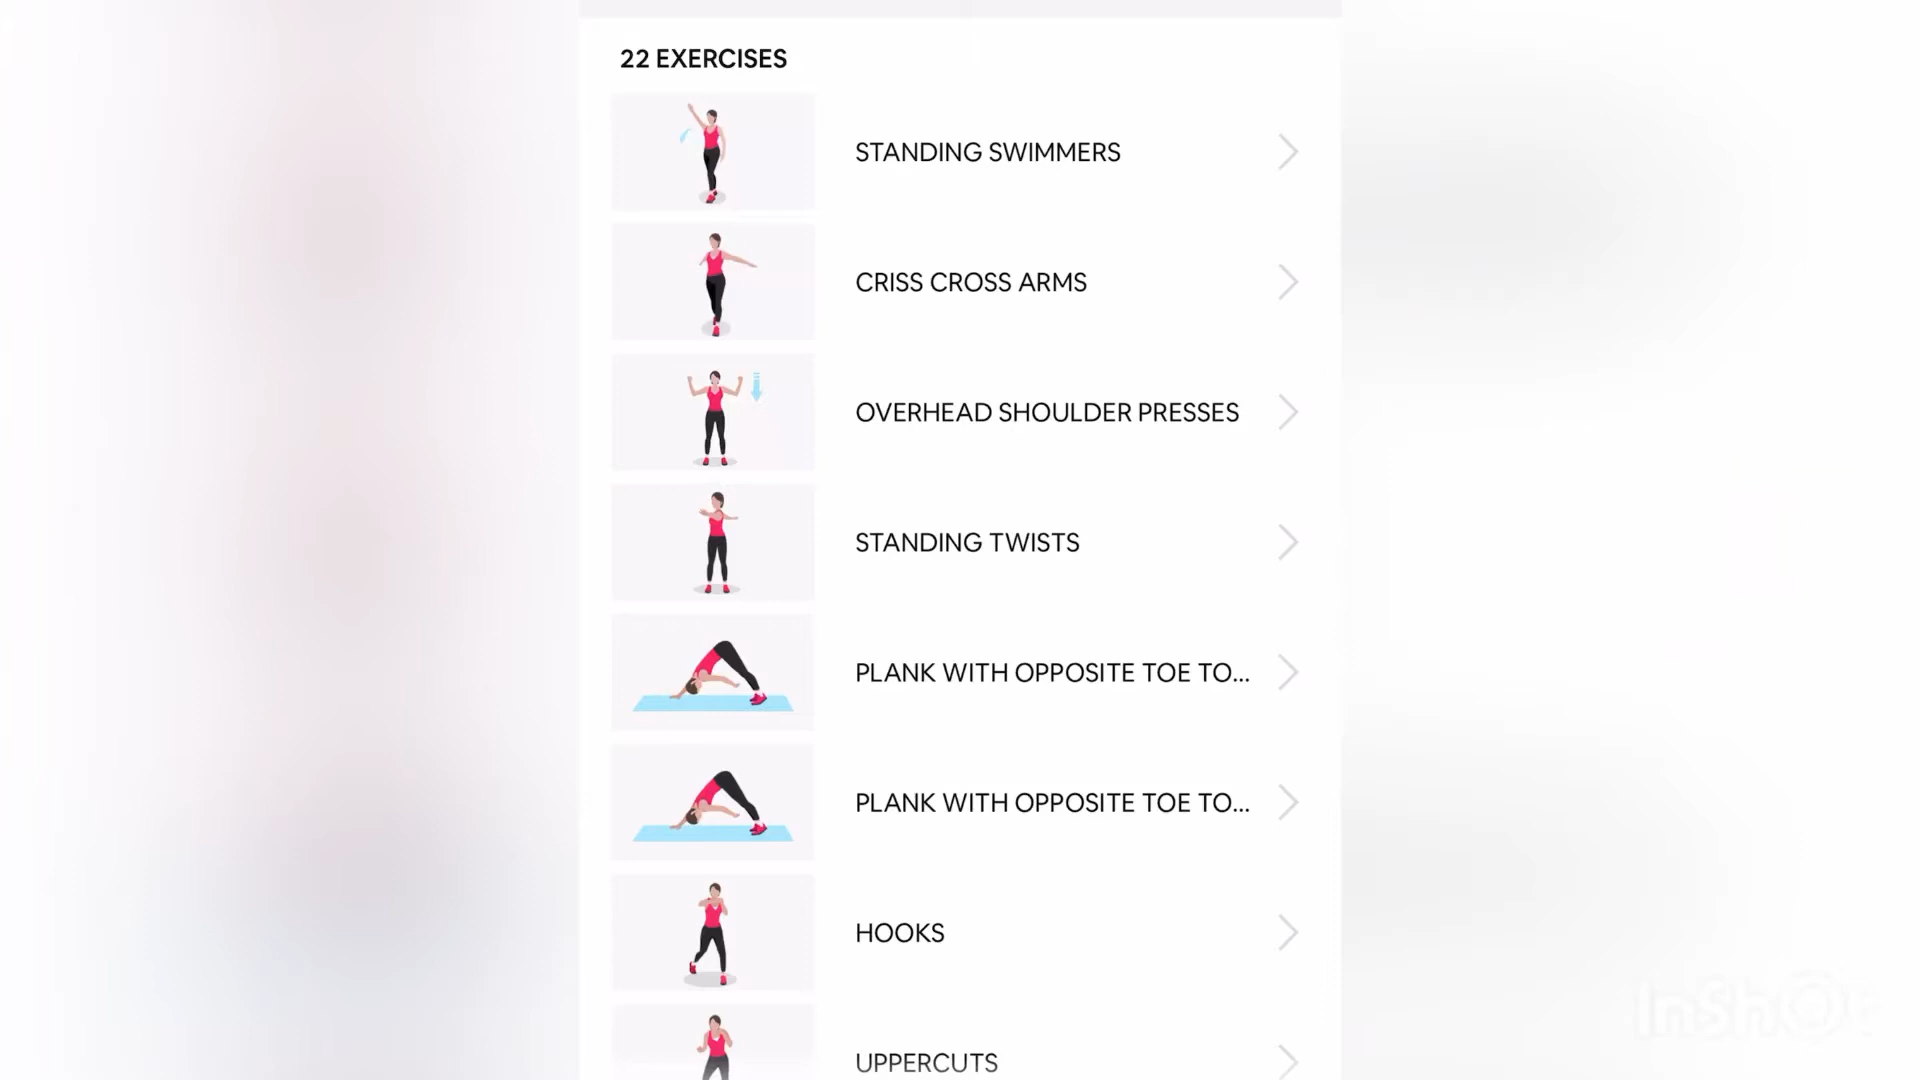 22 EXERCISES
STANDING SWIMMERS
CRISS CROSS ARMS
OVERHEAD SHOULDER PRESSES
STANDING TWISTS
PLANK WITH OPPOSITE TOE TO...
PLANK WITH OPPOSITE TOE TO...
HOOKS
UPPERCUTS
InShOt